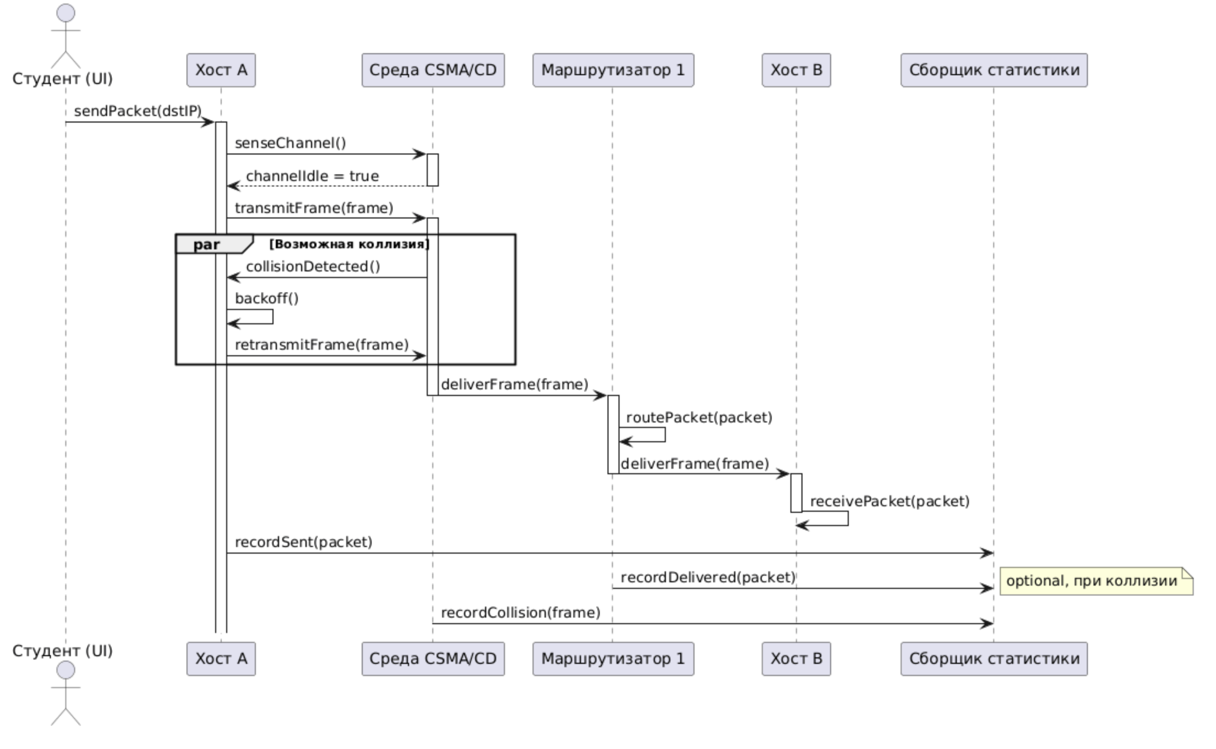 Студент (UI)
Хост А
Среда CSMA/CD
Маршрутизатор 1
Хост В
Сборщик статистики
sendPacket(dstIP)
senseChannel()
channelIdle = true
transmitFrame(frame)
par
[Возможная коллизия]
collisionDetected()
backoff()
retransmitFrame(frame)
deliverFrame(frame)
routePacket(packet)
deliverFrame(frame)
receivePacket(packet)
recordSent(packet)
recordDelivered(packet)
optional, при коллизии
recordCollision(frame)
Студент (UI)
Хост А
Среда CSMA/CD
Маршрутизатор 1
Хост В
Сборщик статистики